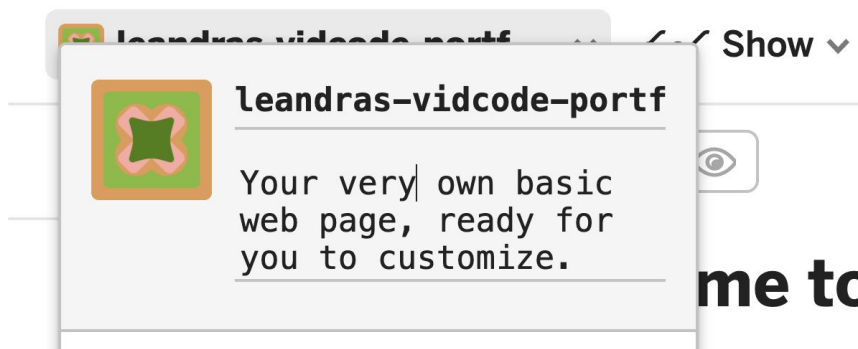 Show
leandras-vidcode-portf
Your very own basic
web page, ready for
you to customize.
me to